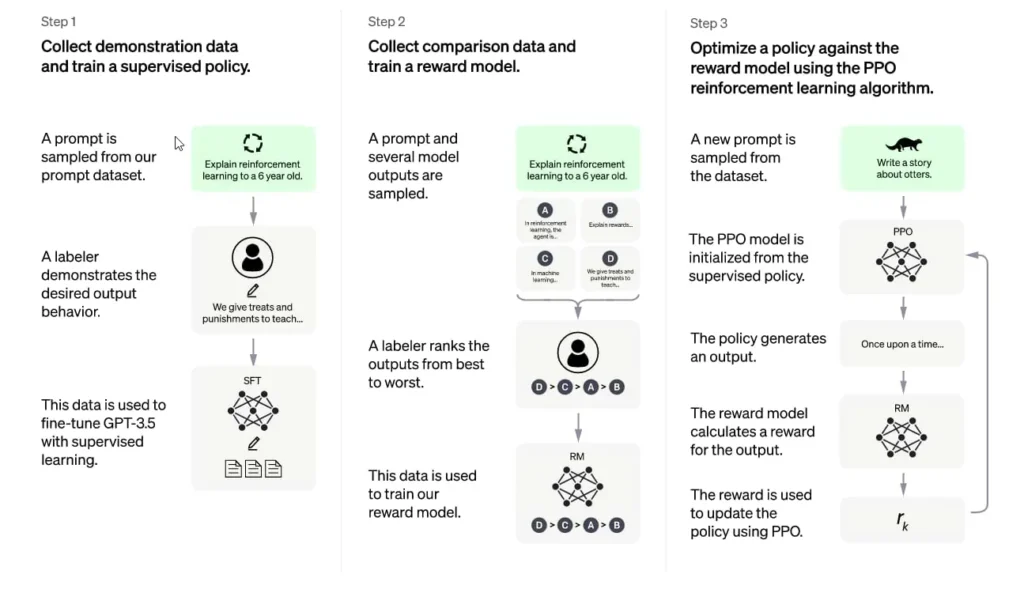 Step 1
Collect demonstration data
and train a supervised policy.
A prompt is
sampled from our
prompt dataset.
Explain reinforcement
learning to a 6 year old.
A labeler
demonstrates the
desired output
behavior.
We give treats and
punishments to teach...
This data is used to
fine-tune GPT-3.5
with supervised
learning.
SFT
Step 2
Collect comparison data and
train a reward model.
A prompt and
several model
outputs are
sampled.
Explain reinforcement
learning to a 6 year old.
A
In reinforcement
learning, the
agent is...
B
Explain rewards...
C
In machine
learning...
D
We give treats and
punishments to
teach...
A labeler ranks the
outputs from best
to worst.
D > C > A > B
This data is used
to train our
reward model.
RM
D > C > A > B
Step 3
Optimize a policy against the
reward model using the PPO
reinforcement learning algorithm.
A new prompt is
sampled from
the dataset.
Write a story
about otters.
The PPO model is
initialized from the
supervised policy.
PPO
The policy generates
an output.
Once upon a time...
The reward model
calculates a reward
for the output.
RM
The reward is used
to update the
policy using PPO.
rk